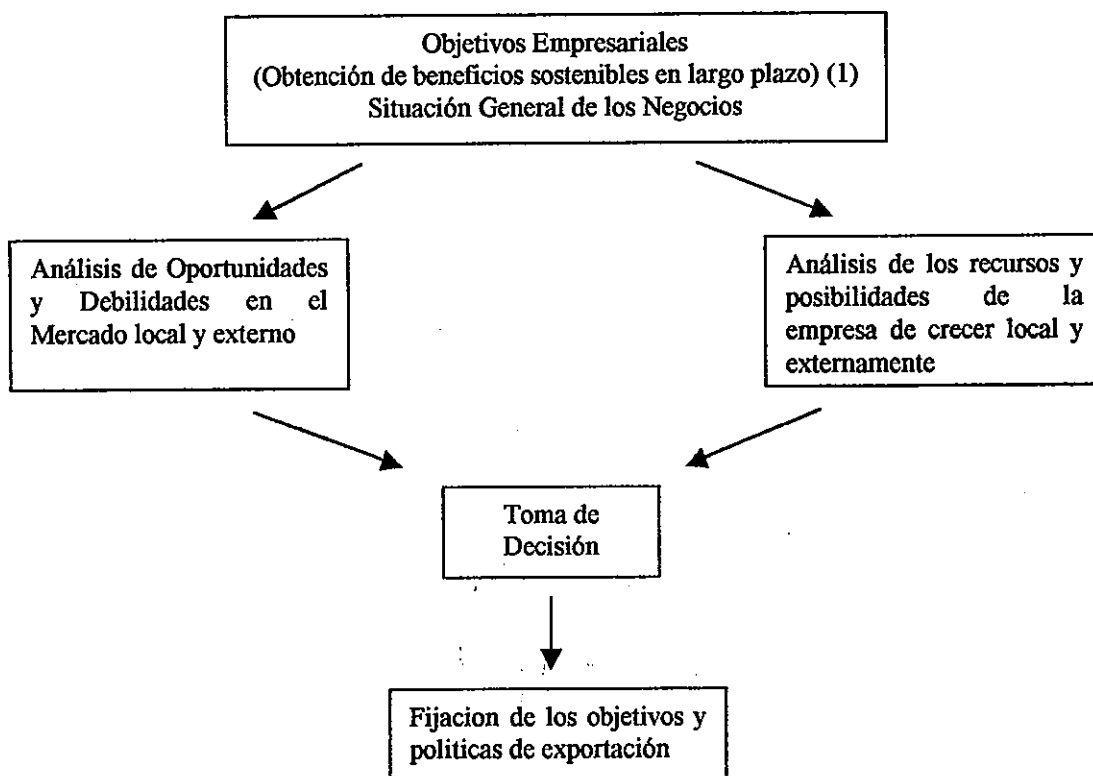 Objetivos Empresariales
(Obtención de beneficios sostenibles en largo plazo) (1)
Situación General de los Negocios
Análisis de Oportunidades
y Debilidades en el
Mercado local y externo
Análisis de los recursos y
posibilidades de la
empresa de crecer local y
externamente
Toma de
Decisión
Fijacion de los objetivos y
politicas de exportación